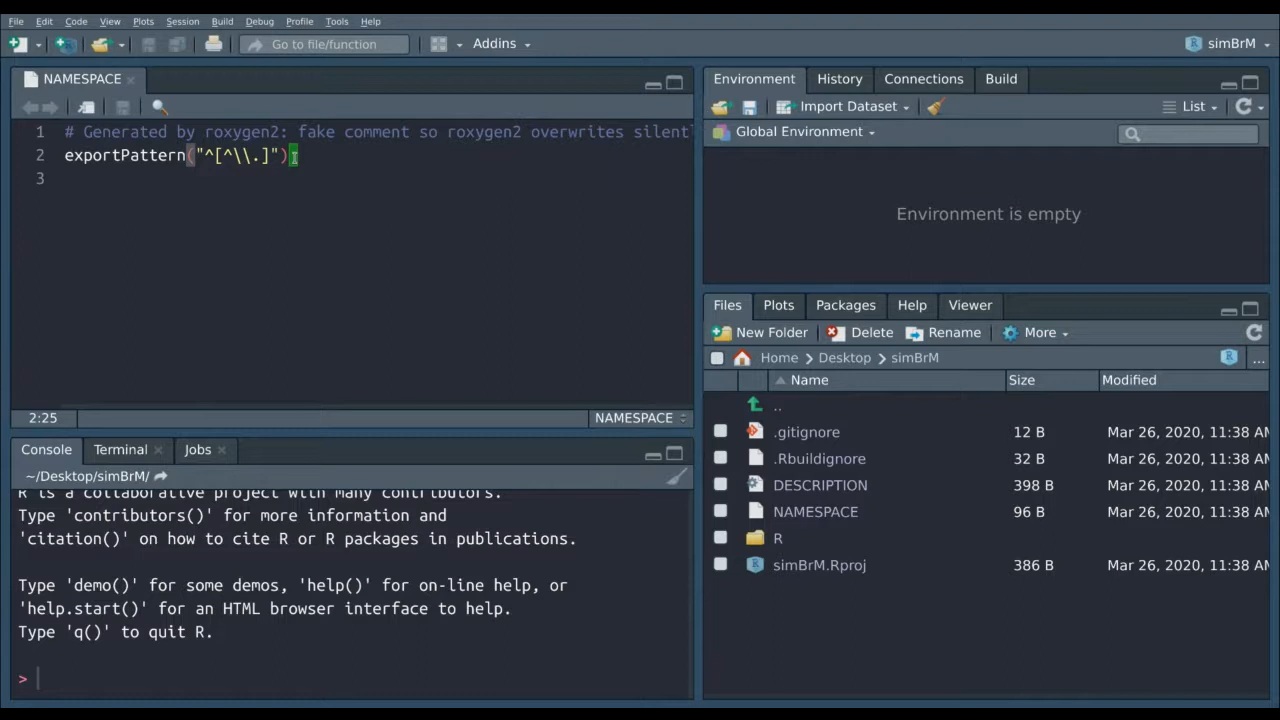 File Edit Code View Plots Session Build Debug Profile Tools Help
Go to file/function Addins simBrM
NAMESPACE
1 # Generated by roxygen2: fake comment so roxygen2 overwrites silentl
2 exportPattern("^[^\\.]")
3
2:25 NAMESPACE
Console Terminal Jobs
~/Desktop/simBrM/
R is a collaborative project with many contributors.
Type 'contributors()' for more information and
'citation()' on how to cite R or R packages in publications.
Type 'demo()' for some demos, 'help()' for on-line help, or
'help.start()' for an HTML browser interface to help.
Type 'q()' to quit R.
>
Environment History Connections Build
Import Dataset List
Global Environment
Environment is empty
Files Plots Packages Help Viewer
New Folder Delete Rename More
Home Desktop simBrM ...
Name Size Modified
..
.gitignore 12 B Mar 26, 2020, 11:38 AM
.Rbuildignore 32 B Mar 26, 2020, 11:38 AM
DESCRIPTION 398 B Mar 26, 2020, 11:38 AM
NAMESPACE 96 B Mar 26, 2020, 11:38 AM
R
simBrM.Rproj 386 B Mar 26, 2020, 11:38 AM